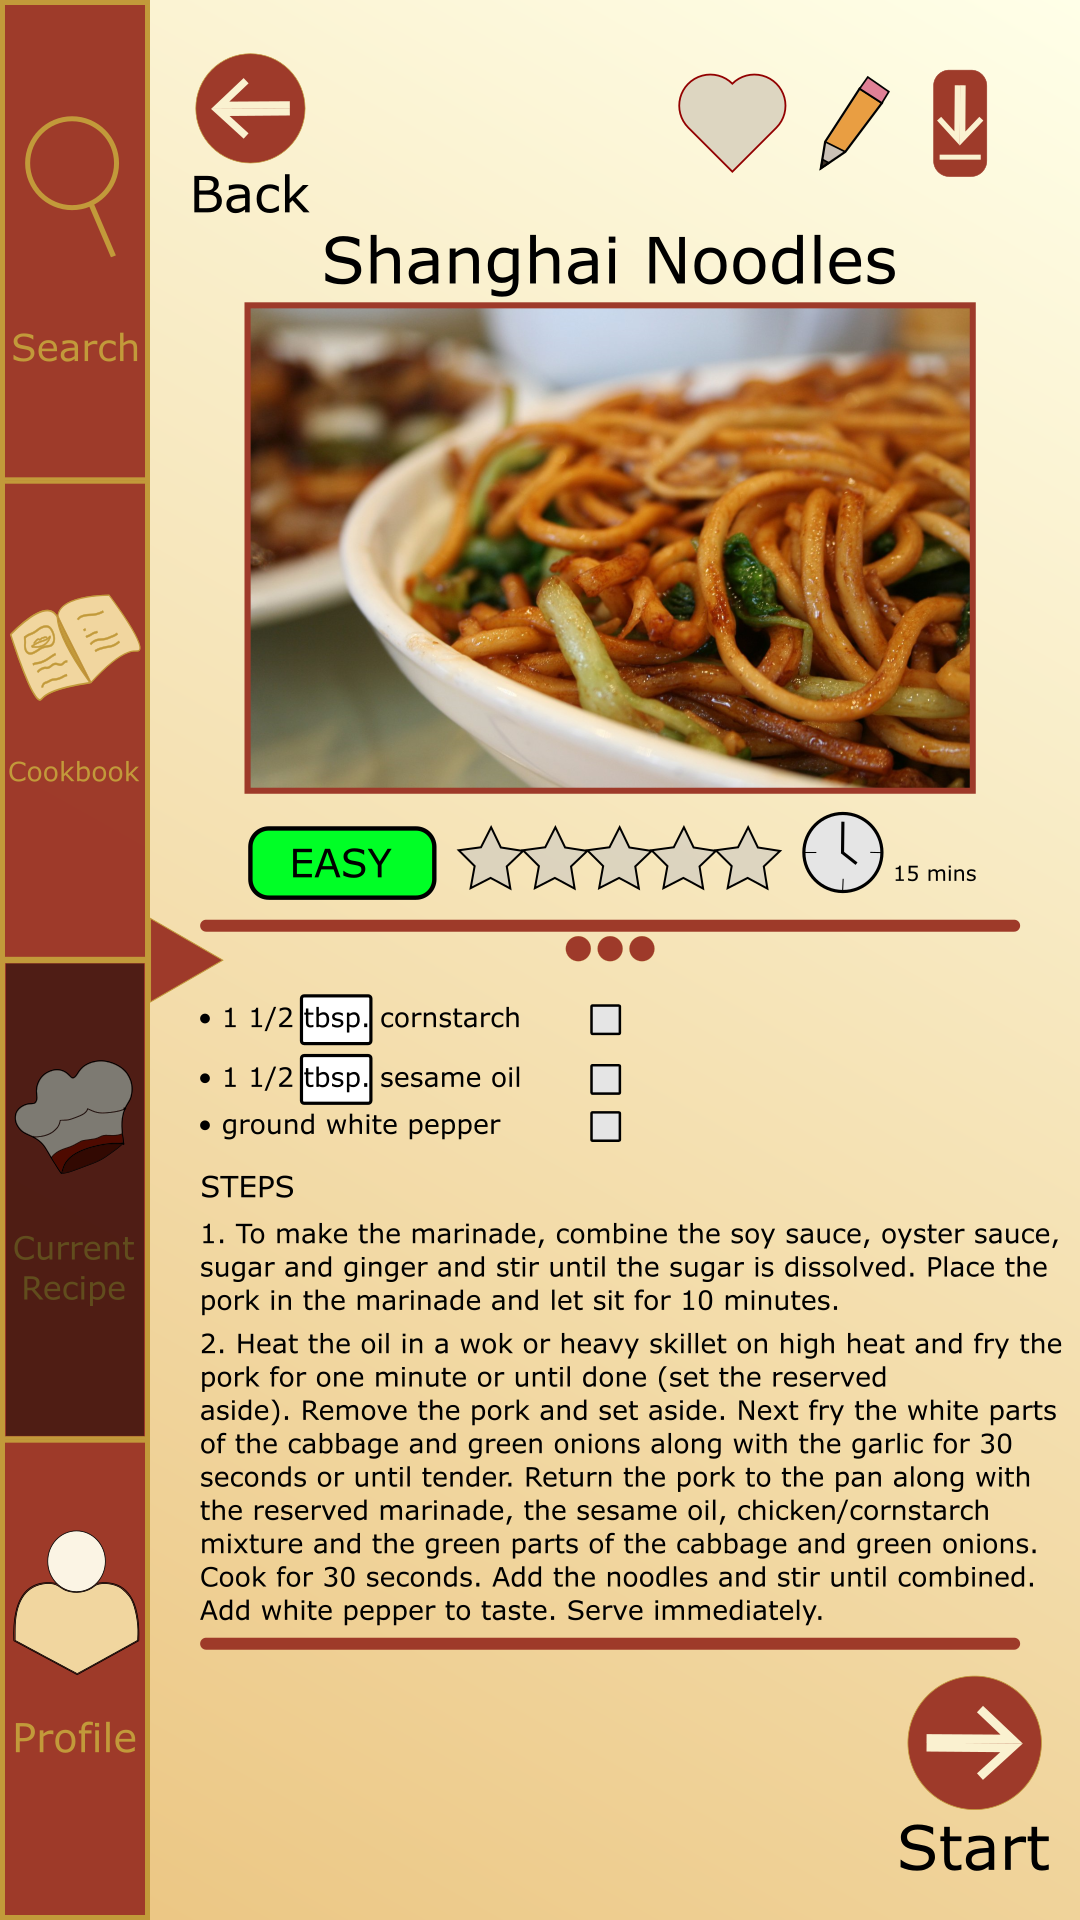 Back
Shanghai Noodles
Search
Cookbook
EASY
15 mins
• 1 1/2 tbsp. cornstarch
• 1 1/2 tbsp. sesame oil
• ground white pepper
STEPS
1. To make the marinade, combine the soy sauce, oyster sauce,
sugar and ginger and stir until the sugar is dissolved. Place the
pork in the marinade and let sit for 10 minutes.
2. Heat the oil in a wok or heavy skillet on high heat and fry the
pork for one minute or until done (set the reserved
aside). Remove the pork and set aside. Next fry the white parts
of the cabbage and green onions along with the garlic for 30
seconds or until tender. Return the pork to the pan along with
the reserved marinade, the sesame oil, chicken/cornstarch
mixture and the green parts of the cabbage and green onions.
Cook for 30 seconds. Add the noodles and stir until combined.
Add white pepper to taste. Serve immediately.
Current
Recipe
Profile
Start